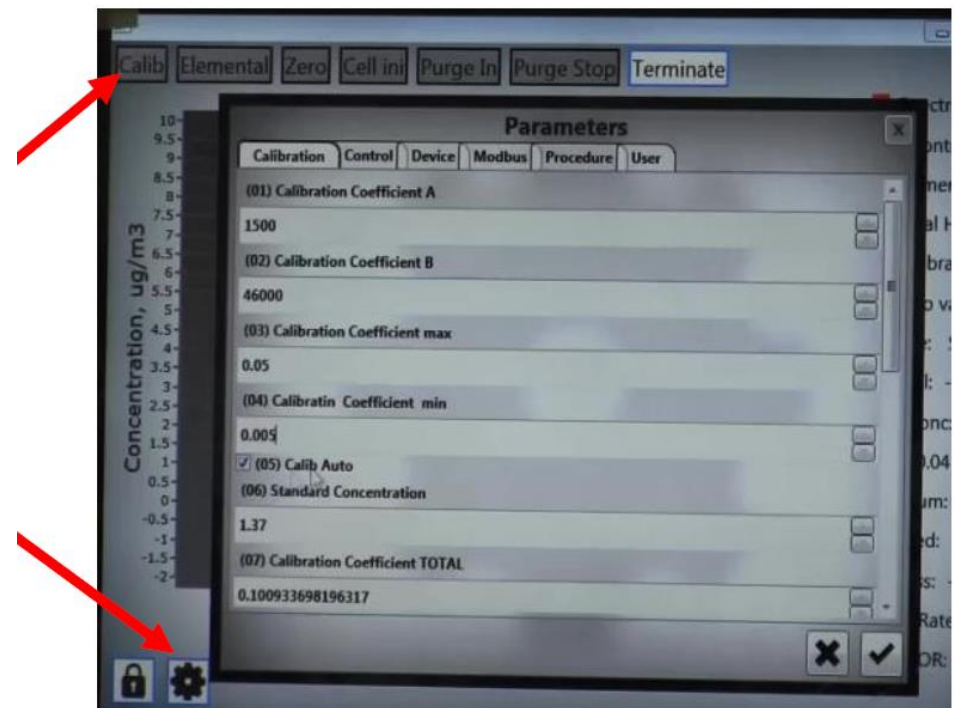 Calib Elemental Zero Cell ini Purge In Purge Stop Terminate
Parameters
x
Calibration Control Device Modbus Procedure User
(01) Calibration Coefficient A
1500
(02) Calibration Coefficient B
46000
(03) Calibration Coefficient max
0.05
(04) Calibratin Coefficient min
0.005
(05) Calib Auto
(06) Standard Concentration
1.37
(07) Calibration Coefficient TOTAL
0.100933698196317
Concentration, ug/m3
10
9.5
9
8.5
8
7.5
7
6.5
6
5.5
5
4.5
4
3.5
3
2.5
2
1.5
1
0.5
0
-0.5
-1
-1.5
-2
Rate
OR: